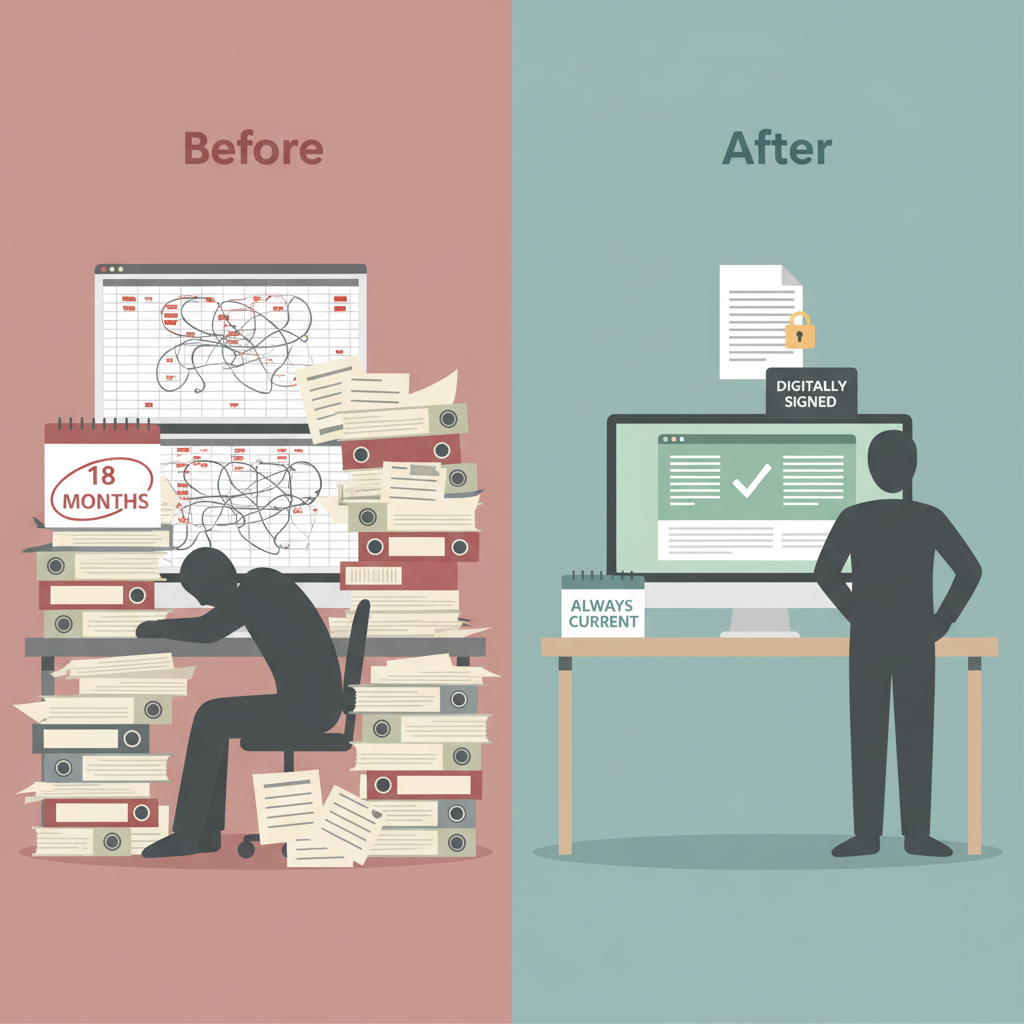 Before
18
MONTHS
After
DIGITALLY
SIGNED
ALWAYS
CURRENT